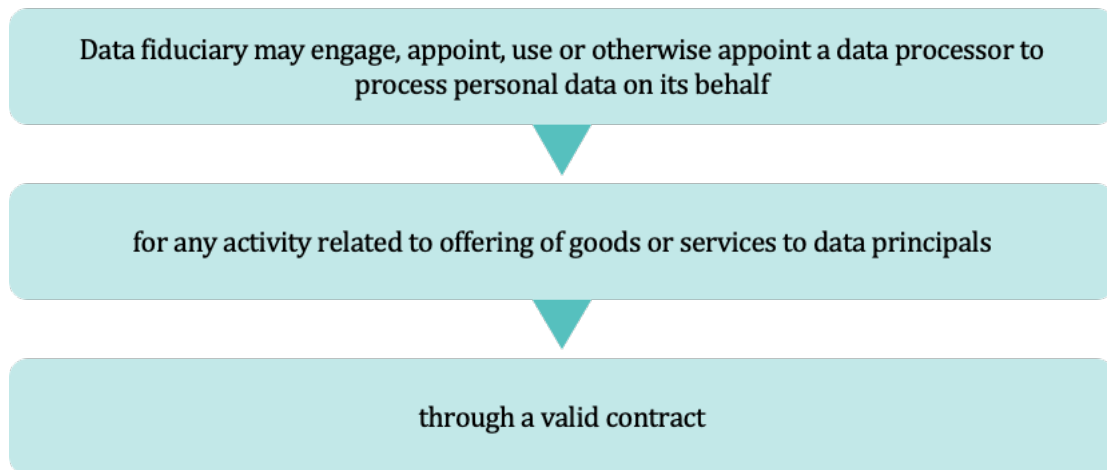 Data fiduciary may engage, appoint, use or otherwise appoint a data processor to
process personal data on its behalf
for any activity related to offering of goods or services to data principals
through a valid contract